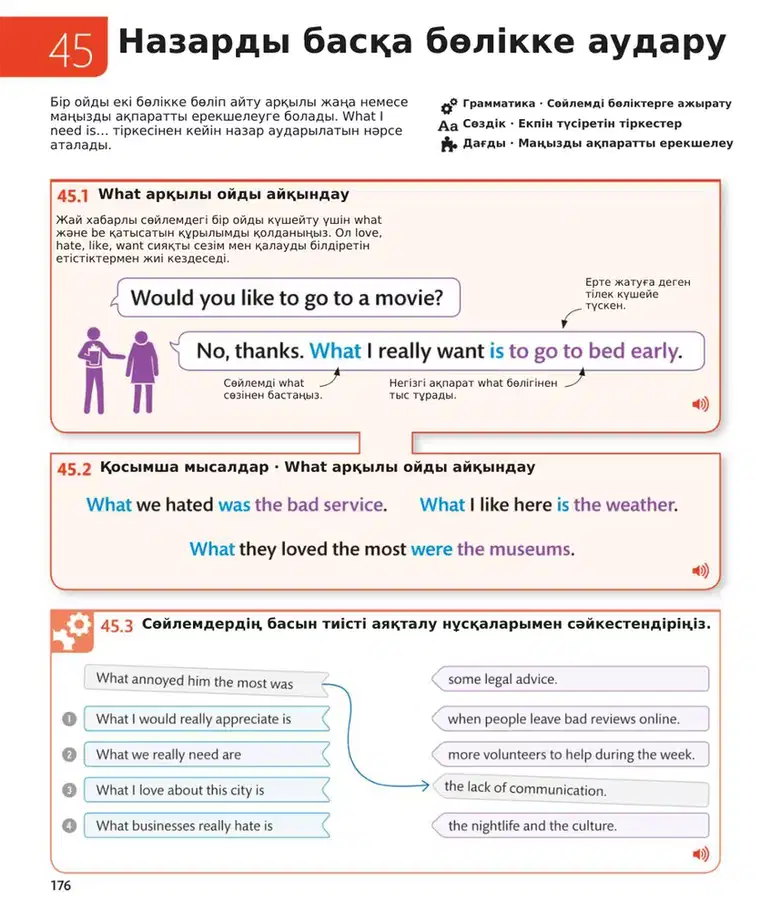 45
Назарды басқа бөлікке аудару
Бір ойды екі бөлікке бөліп айту арқылы жаңа немесе
маңызды ақпаратты ерекшелеуге болады. What I
need is... тіркесінен кейін назар аударылатын нәрсе
аталады.
Грамматика · Сөйлемді бөліктерге ажырату
Aa Сөздік · Екпін түсіретін тіркестер
Дағды · Маңызды ақпаратты ерекшелеу
45.1 What арқылы ойды айқындау
Жай хабарлы сөйлемдегі бір ойды күшейту үшін what
және be қатысатын құрылымды қолданыңыз. Ол love,
hate, like, want сияқты сезім мен қалауды білдіретін
етістіктермен жиі кездеседі.
Would you like to go to a movie?
Ерте жатуға деген
тілек күшейе
түскен.
No, thanks. What I really want is to go to bed early.
Сөйлемді what
сөзінен бастаңыз.
Негізгі ақпарат what бөлігінен
тыс тұрады.
45.2 Қосымша мысалдар · What арқылы ойды айқындау
What we hated was the bad service.
What I like here is the weather.
What they loved the most were the museums.
45.3 Сөйлемдердің басын тиісті аяқталу нұсқаларымен сәйкестендіріңіз.
What annoyed him the most was
some legal advice.
1 What I would really appreciate is
when people leave bad reviews online.
2 What we really need are
more volunteers to help during the week.
3 What I love about this city is
the lack of communication.
4 What businesses really hate is
the nightlife and the culture.
176